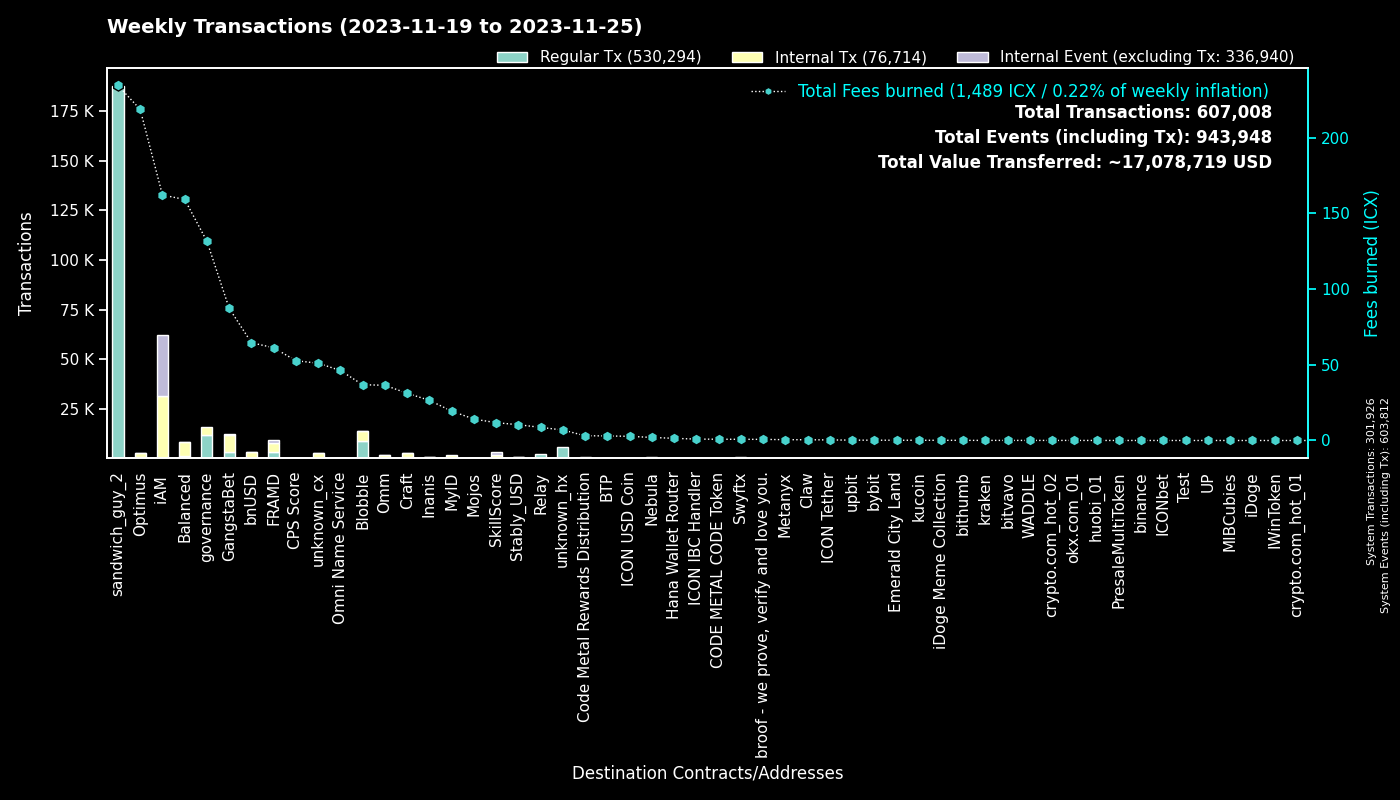 Weekly Transactions (2023-11-19 to 2023-11-25)
Regular Tx (530,294)
Internal Tx (76,714)
Internal Event (excluding Tx: 336,940)
Total Fees burned (1,489 ICX / 0.22% of weekly inflation)
Total Transactions: 607,008
Total Events (including Tx): 943,948
Total Value Transferred: ~17,078,719 USD
Transactions
175 K
150 K
125 K
100 K
75 K
50 K
25 K
200
150
100
50
0
Fees burned (ICX)
System Transactions: 301,926
System Events (including Tx): 603,812
sandwich_guy_2
Optimus
iAM
Balanced
governance
GangstaBet
bnUSD
FRAMD
CPS Score
unknown_cx
Omni Name Service
Blobble
Omm
Craft
Inanis
MyID
Mojos
SkillScore
Stably_USD
Relay
unknown_hx
Code Metal Rewards Distribution
BTP
ICON USD Coin
Nebula
Hana Wallet Router
ICON IBC Handler
CODE METAL CODE Token
Swyftx
broof - we prove, verify and love you.
Metanyx
Claw
ICON Tether
upbit
bybit
Emerald City Land
kucoin
iDoge Meme Collection
bithumb
kraken
bitvavo
WADDLE
crypto.com_hot_02
okx.com_01
huobi_01
PresaleMultiToken
binance
ICONbet
Test
UP
MIBCubies
iDoge
IWinToken
crypto.com_hot_01
Destination Contracts/Addresses